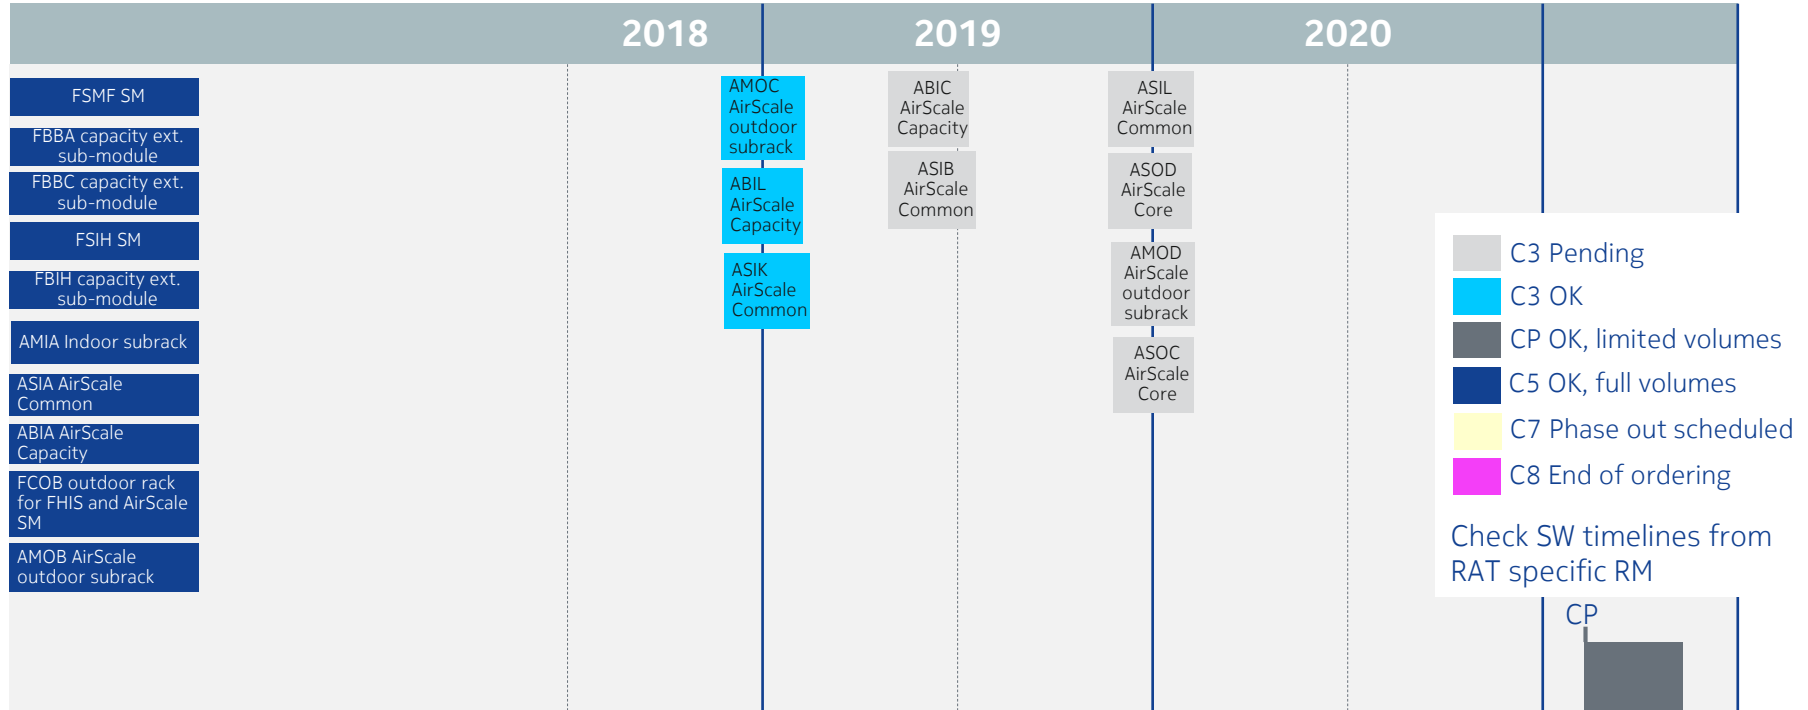 2018
2019
2020
FSMF SM
FBBA capacity ext.
sub-module
FBBC capacity ext.
sub-module
FSIH SM
FBIH capacity ext.
sub-module
AMIA Indoor subrack
ASIA AirScale
Common
ABIA AirScale
Capacity
FCOB outdoor rack
for FHIS and AirScale
SM
AMOB AirScale
outdoor subrack
AMOC
AirScale
outdoor
subrack
ABIL
AirScale
Capacity
ASIK
AirScale
Common
ABIC
AirScale
Capacity
ASIB
AirScale
Common
ASIL
AirScale
Common
ASOD
AirScale
Core
AMOD
AirScale
outdoor
subrack
ASOC
AirScale
Core
C3 Pending
C3 OK
CP OK, limited volumes
C5 OK, full volumes
C7 Phase out scheduled
C8 End of ordering
Check SW timelines from
RAT specific RM
CP